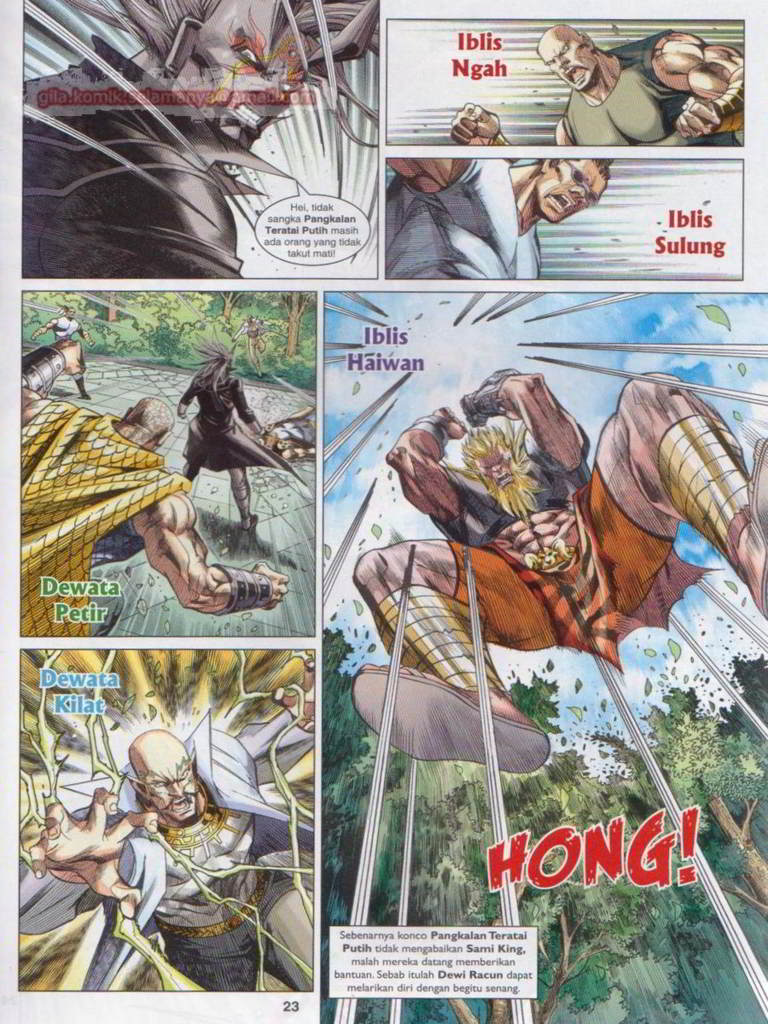 gila.komik.selamanya@gmail.com
Iblis
Ngah
Hei, tidak
sangka Pangkalan
Teratai Putih masih
ada orang yang tidak
takut mati!
Iblis
Sulung
Iblis
Haiwan
Dewata
Petir
Dewata
Kilat
HONG!
Sebenarnya konco Pangkalan Teratai
Putih tidak mengabaikan Sami King,
malah mereka datang memberikan
bantuan. Sebab itulah Dewi Racun dapat
melarikan diri dengan begitu senang.
23